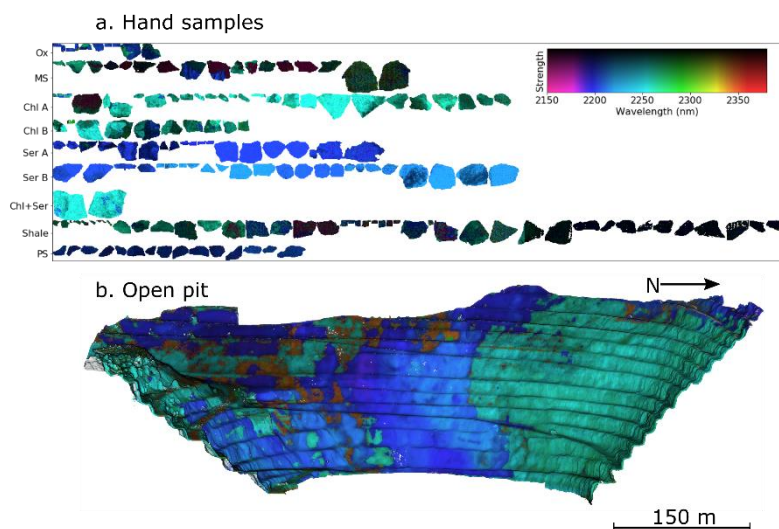 a. Hand samples
Ox
MS
Chl A
Chl B
Ser A
Ser B
Chl+Ser
Shale
PS
Strength
2150 2200 2250 2300 2350
Wavelength (nm)
b. Open pit
N
150 m